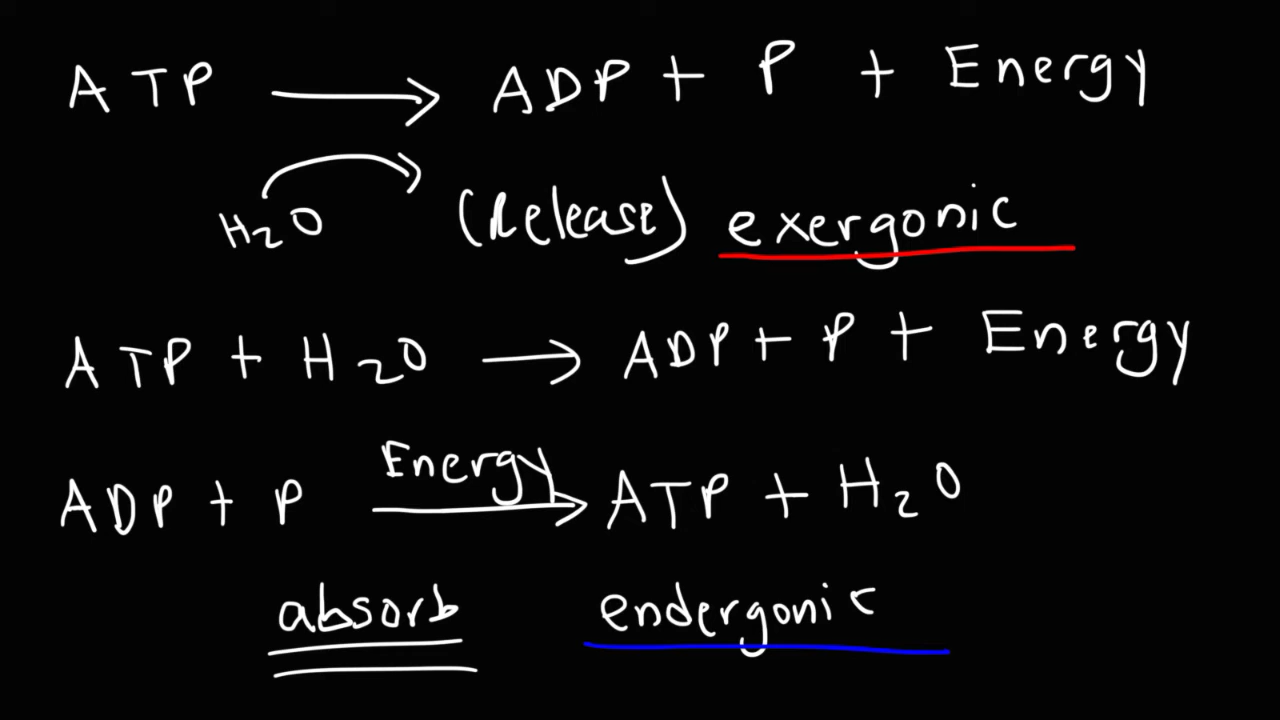 ATP → ADP + P + Energy
H2O (Release) exergonic
ATP + H2O → ADP + P + Energy
Energy
ADP + P → ATP + H2O
absorb endergonic